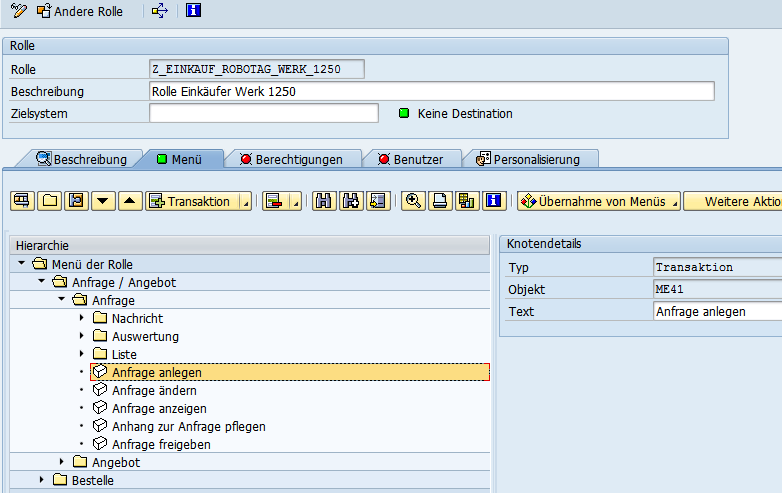 Andere Rolle
Rolle
Rolle Z_EINKAUF_ROBOTAG_WERK_1250
Beschreibung Rolle Einkäufer Werk 1250
Zielsystem Keine Destination
Beschreibung Menü Berechtigungen Benutzer Personalisierung
Transaktion Übernahme von Menüs Weitere Aktio
Hierarchie
Menü der Rolle
Anfrage / Angebot
Anfrage
Nachricht
Auswertung
Liste
Anfrage anlegen
Anfrage ändern
Anfrage anzeigen
Anhang zur Anfrage pflegen
Anfrage freigeben
Angebot
Bestelle
Knotendetails
Typ Transaktion
Objekt ME41
Text Anfrage anlegen